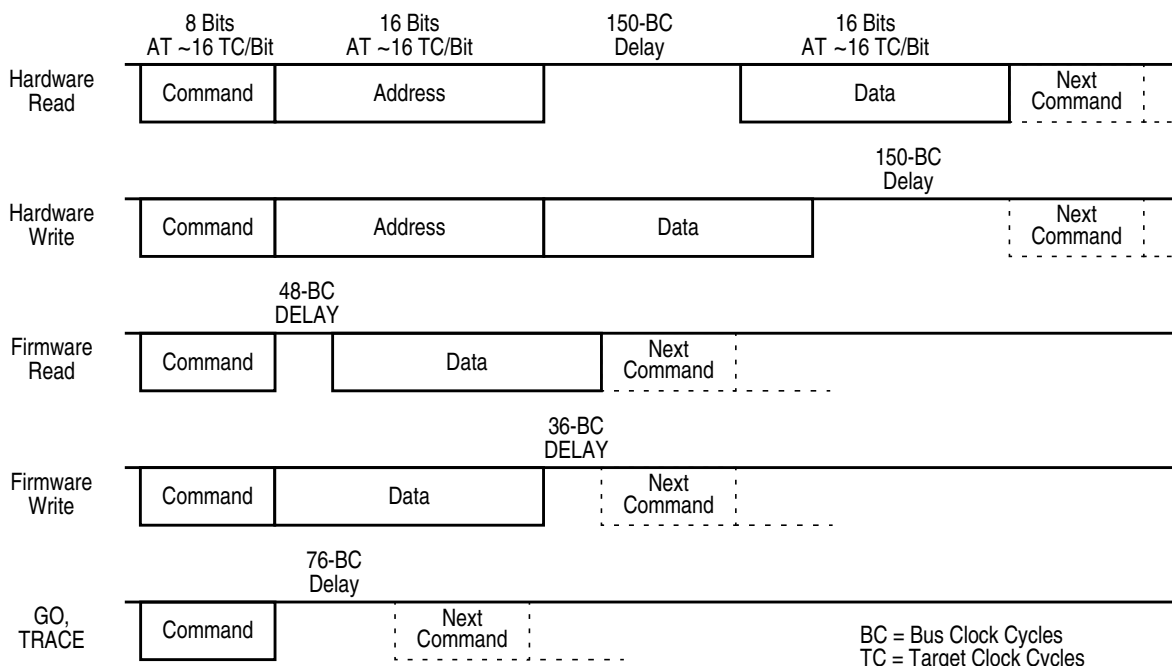 8 Bits
AT ~16 TC/Bit
16 Bits
AT ~16 TC/Bit
150-BC
Delay
16 Bits
AT ~16 TC/Bit
Hardware
Read
Command
Address
Data
Next
Command
150-BC
Delay
Hardware
Write
Command
Address
Data
Next
Command
48-BC
DELAY
Firmware
Read
Command
Data
Next
Command
36-BC
DELAY
Firmware
Write
Command
Data
Next
Command
76-BC
Delay
GO,
TRACE
Command
Next
Command
BC = Bus Clock Cycles
TC = Target Clock Cycles